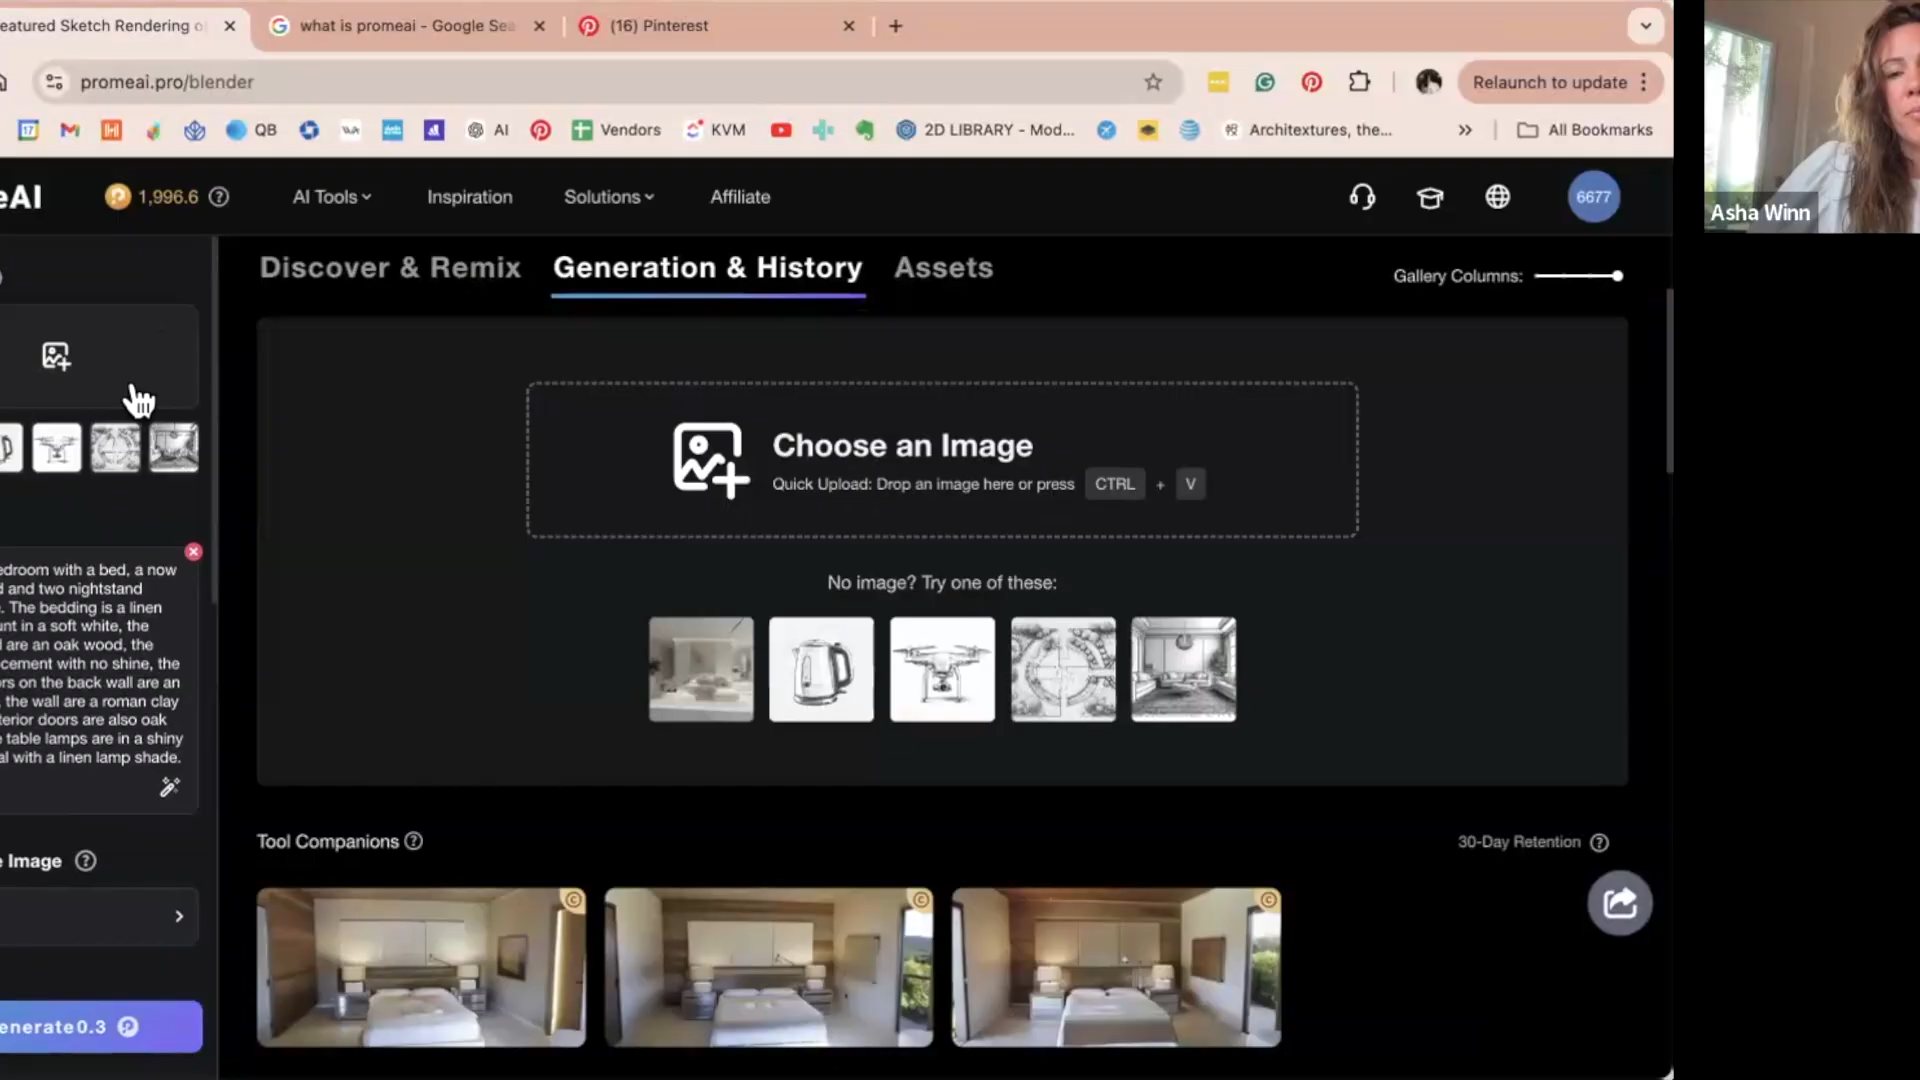 eatured Sketch Rendering o
what is promeai - Google Sea
(16) Pinterest
promeai.pro/blender
Relaunch to update
17
QB
AI
Vendors
KVM
2D LIBRARY - Mod...
Architextures, the...
All Bookmarks
eAI
1,996.6
AI Tools
Inspiration
Solutions
Affiliate
6677
Asha Winn
Discover & Remix
Generation & History
Assets
Gallery Columns:
Choose an Image
Quick Upload: Drop an image here or press CTRL + V
No image? Try one of these:
edroom with a bed, a now
d and two nightstand
. The bedding is a linen
unt in a soft white, the
l are an oak wood, the
cement with no shine, the
rs on the back wall are an
, the wall are a roman clay
terior doors are also oak
e table lamps are in a shiny
al with a linen lamp shade.
e Image
enerate0.3
Tool Companions
30-Day Retention